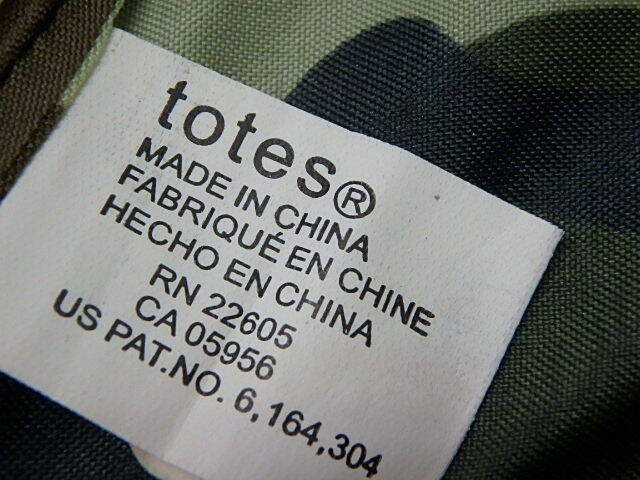 totes®
MADE IN CHINA
FABRIQUÉ EN CHINE
HECHO EN CHINA
RN 22605
CA 05956
US PAT.NO. 6,164,304